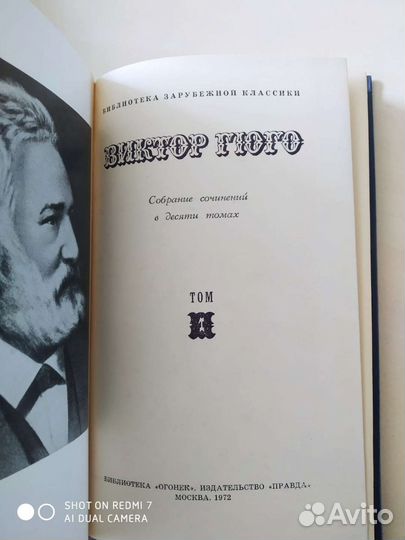 БИБЛИОТЕКА ЗАРУБЕЖНОЙ КЛАССИКИ
ВИКТОР ГЮГО
Собрание сочинений
в десяти томах
ТОМ
БИБЛИОТЕКА «ОГОНЕК». ИЗДАТЕЛЬСТВО «ПРАВДА»
МОСКВА. 1972
SHOT ON REDMI 7
AI DUAL CAMERA
Avito